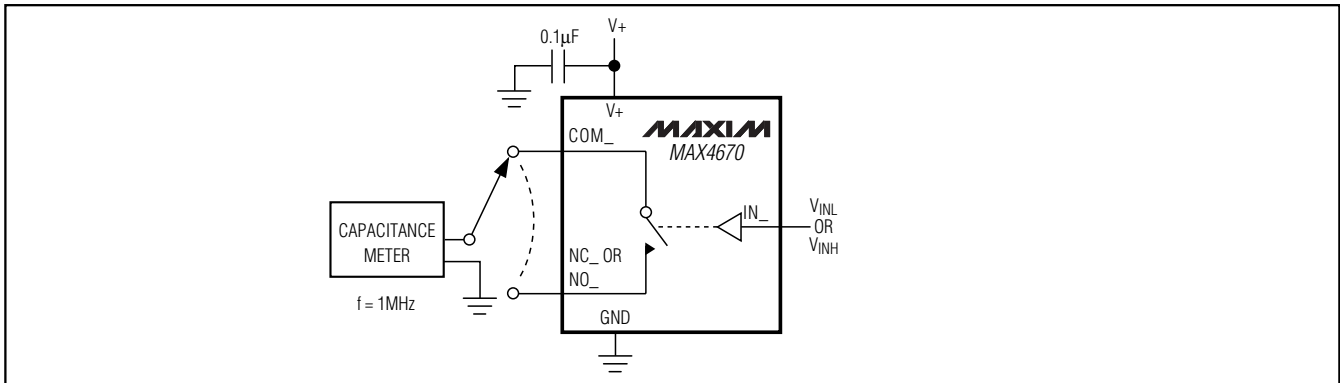 V+
0.1μF
V+
MAXIM
MAX4670
COM_
IN_
VINL
OR
VINH
CAPACITANCE
METER
f = 1MHz
NC_ OR
NO_
GND